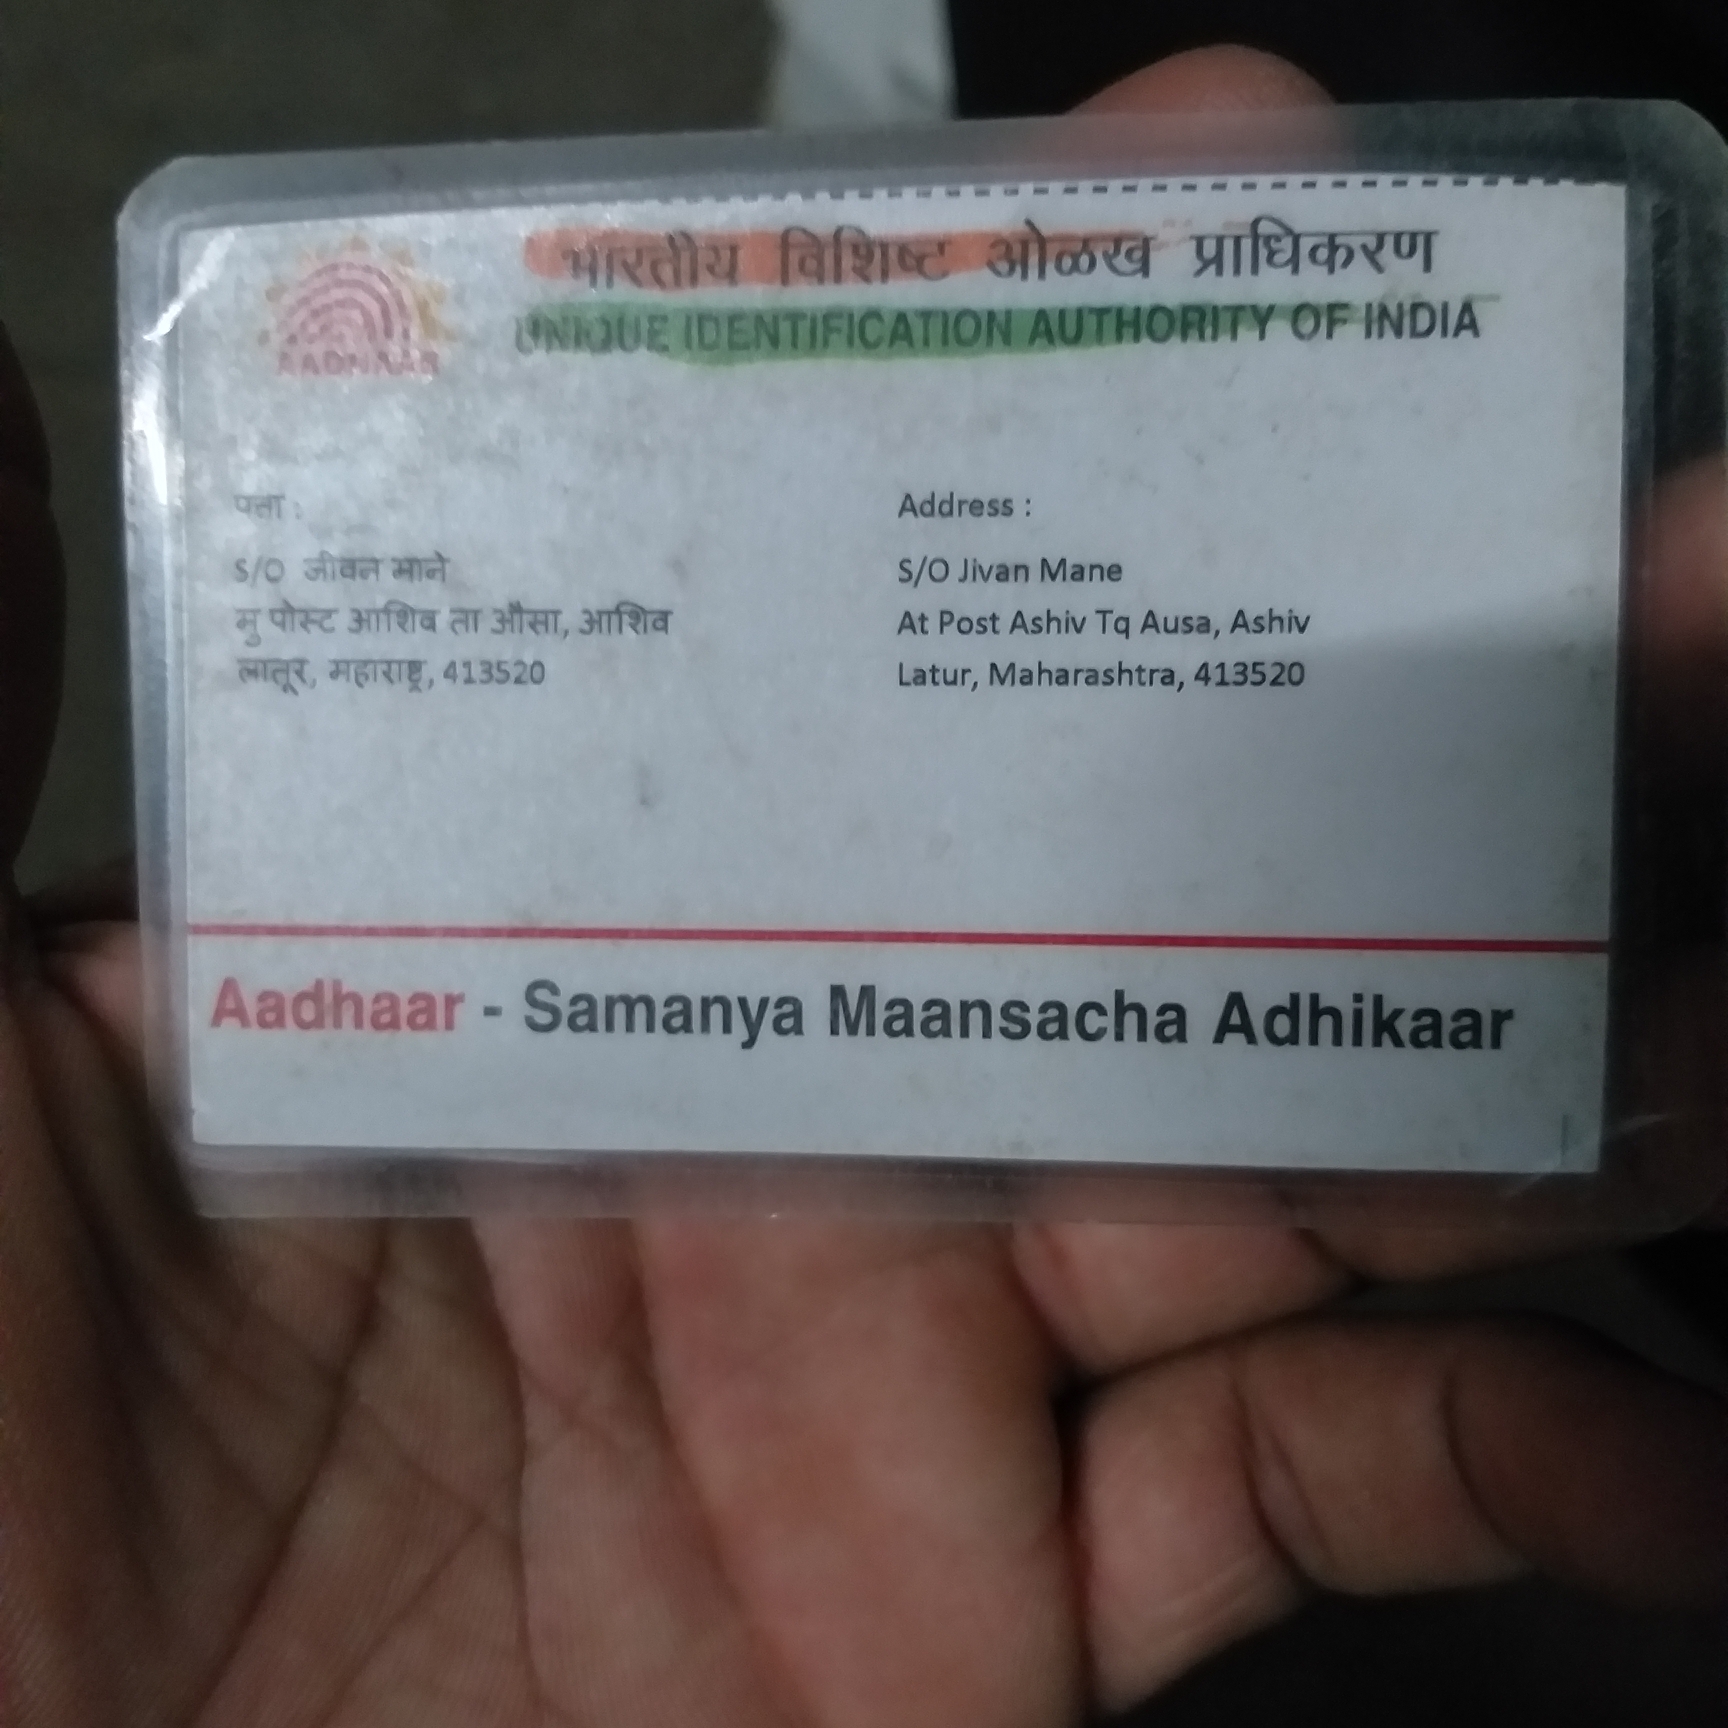 भारतीय विशिष्ट ओळख प्राधिकरण
UNIQUE IDENTIFICATION AUTHORITY OF INDIA
AADHAAR
पत्ता :
S/O जीवन माने
मु पोस्ट आशिव ता औसा, आशिव
लातूर, महाराष्ट्र, 413520
Address :
S/O Jivan Mane
At Post Ashiv Tq Ausa, Ashiv
Latur, Maharashtra, 413520
Aadhaar - Samanya Maansacha Adhikaar